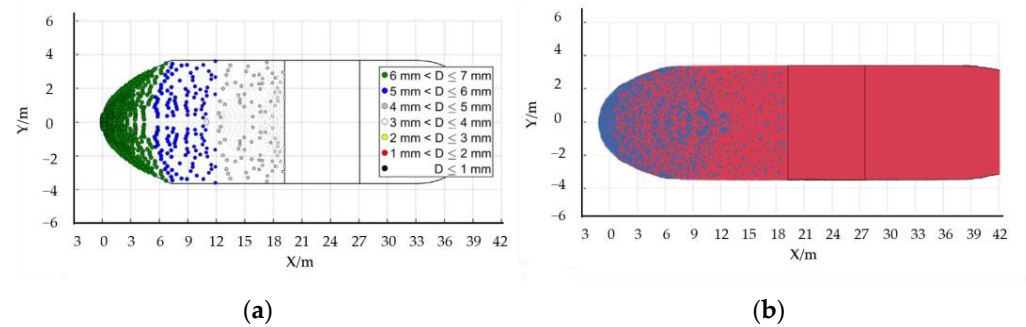 6
4
2
0
−2
−4
−6
Y/m
6 mm < D ≤ 7 mm
5 mm < D ≤ 6 mm
4 mm < D ≤ 5 mm
3 mm < D ≤ 4 mm
2 mm < D ≤ 3 mm
1 mm < D ≤ 2 mm
D ≤ 1 mm
3 0 3 6 9 12 15 18 21 24 27 30 33 36 39 42
X/m
(a)
6
4
2
0
−2
−4
−6
Y/m
3 0 3 6 9 12 15 18 21 24 27 30 33 36 39 42
X/m
(b)